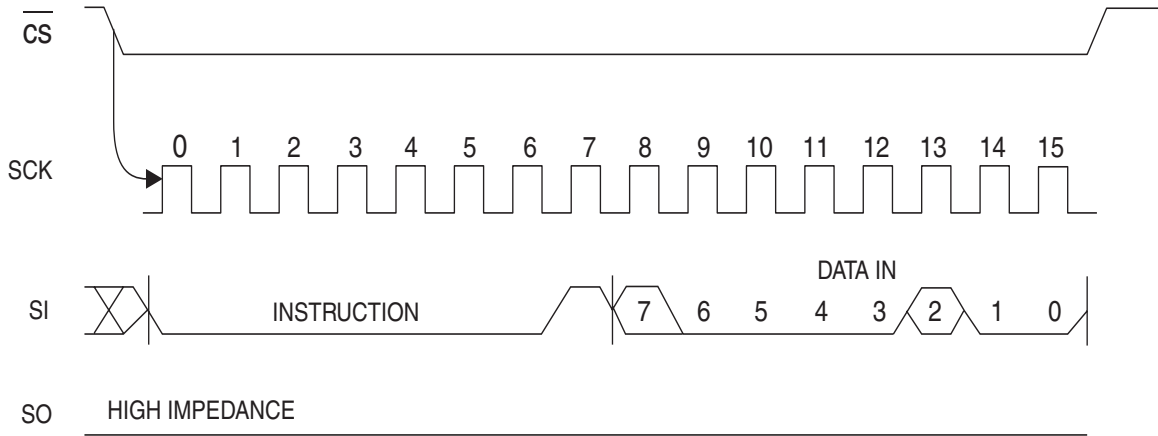 CS
0 1 2 3 4 5 6 7 8 9 10 11 12 13 14 15
SCK
DATA IN
SI INSTRUCTION 7 6 5 4 3 2 1 0
SO HIGH IMPEDANCE